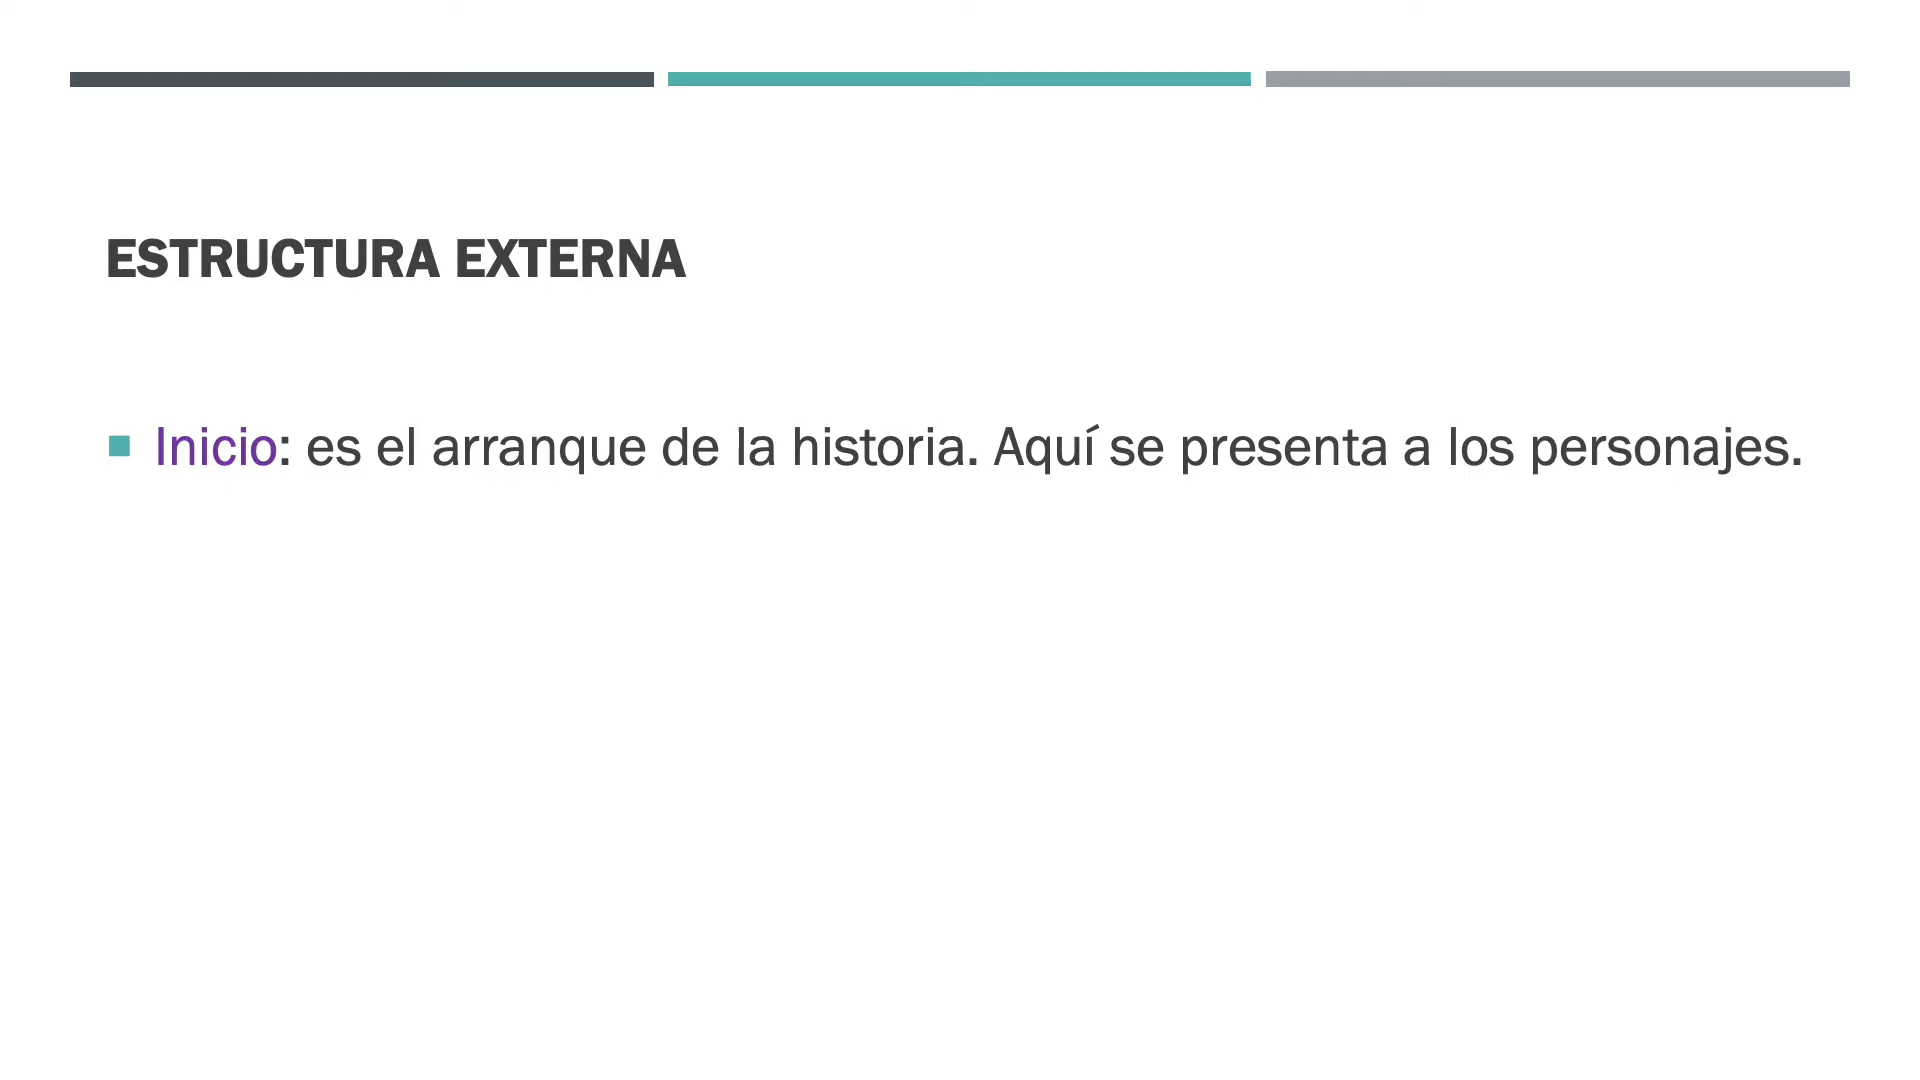 ESTRUCTURA EXTERNA
Inicio: es el arranque de la historia. Aquí se presenta a los personajes.